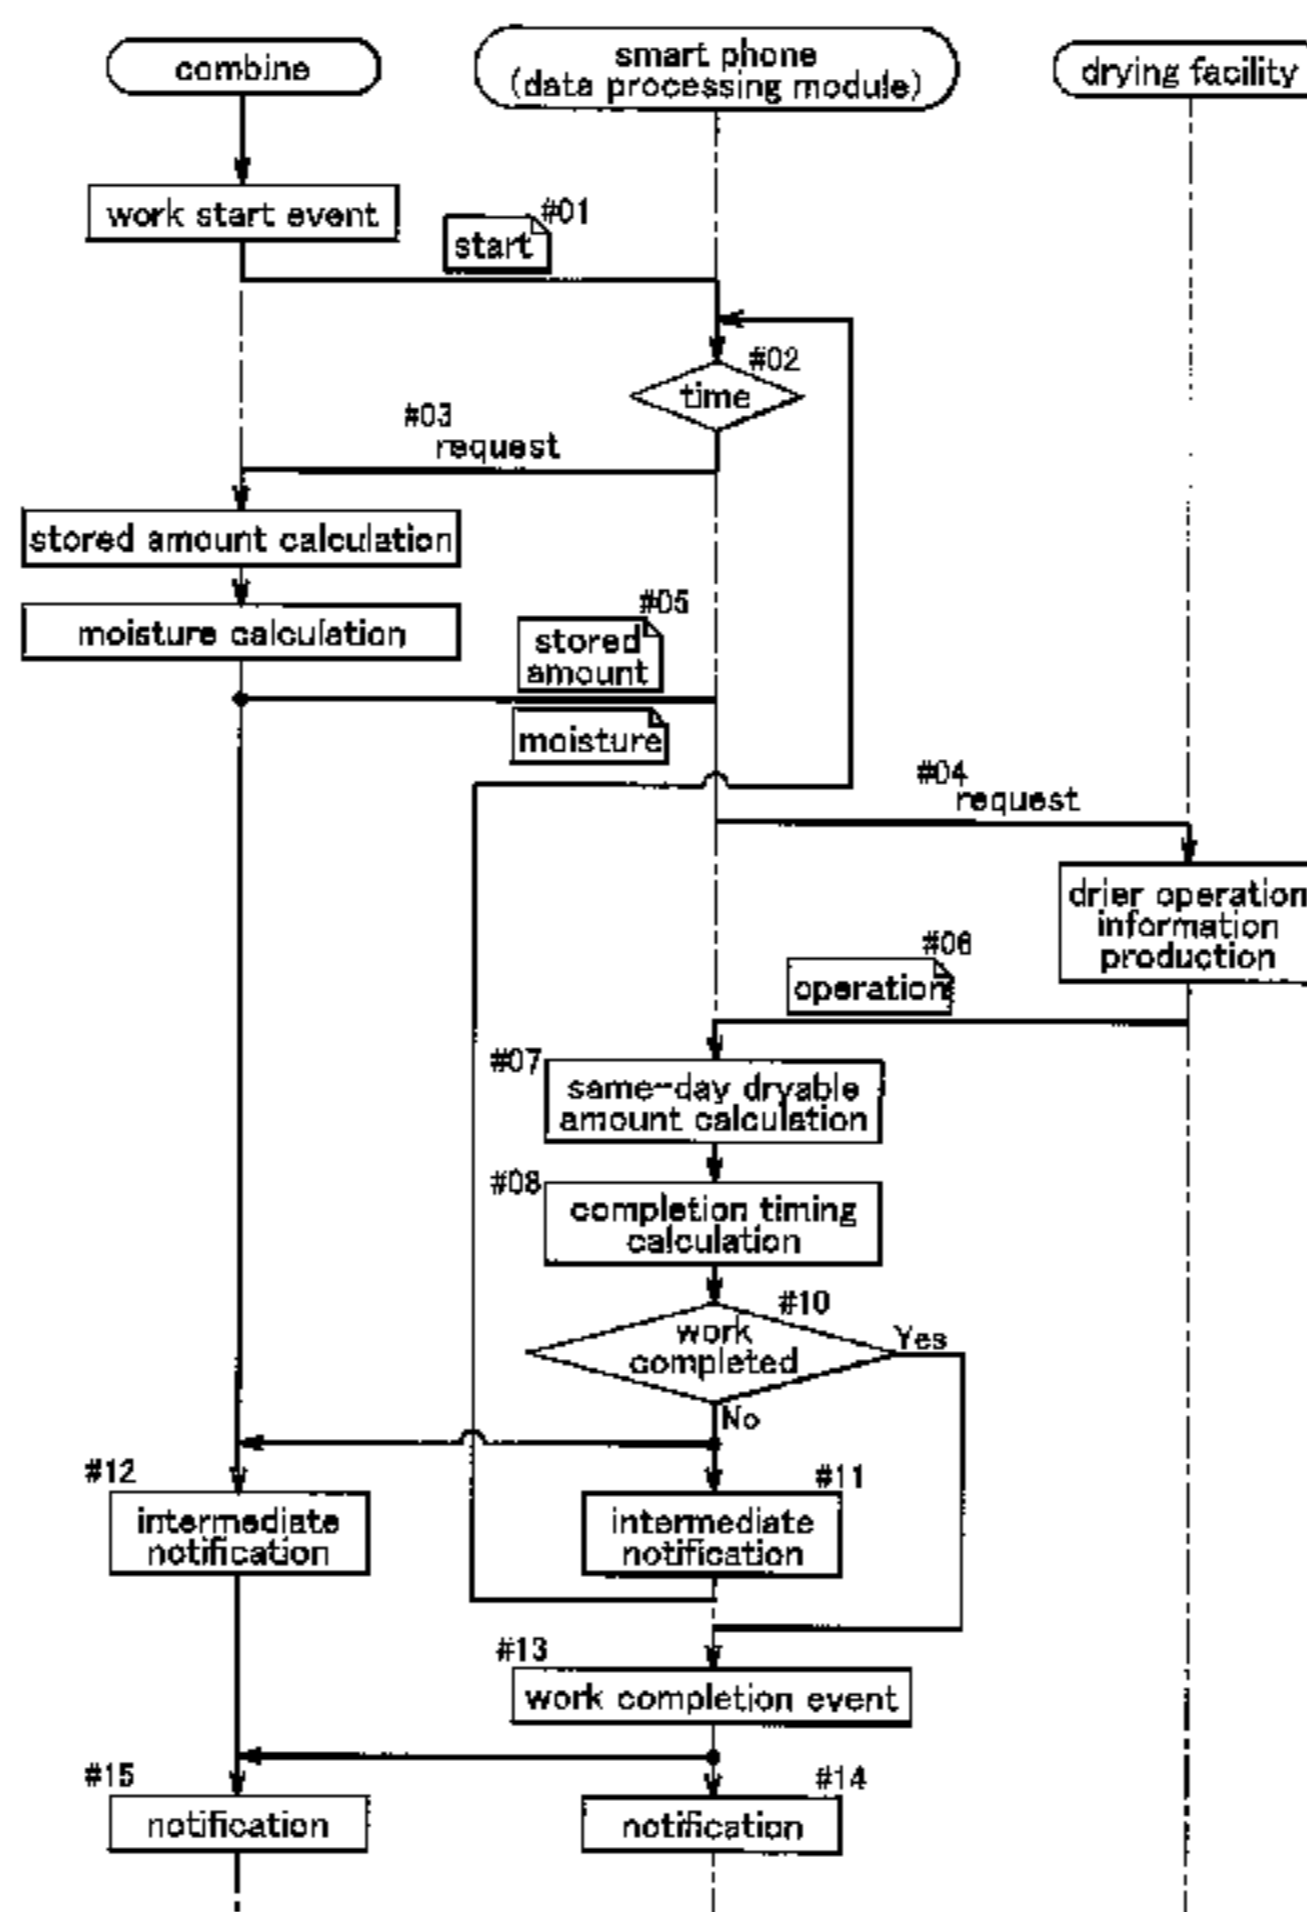 combine
smart phone
(data processing module)
drying facility
work start event
#01
start
#02
time
#03
request
stored amount calculation
moisture calculation
#05
stored
amount
moisture
#04
request
drier operation
information
production
#06
operation
#07
same-day dryable
amount calculation
#08
completion timing
calculation
#10
work
completed
Yes
No
#12
intermediate
notification
#11
intermediate
notification
#13
work completion event
#15
notification
#14
notification